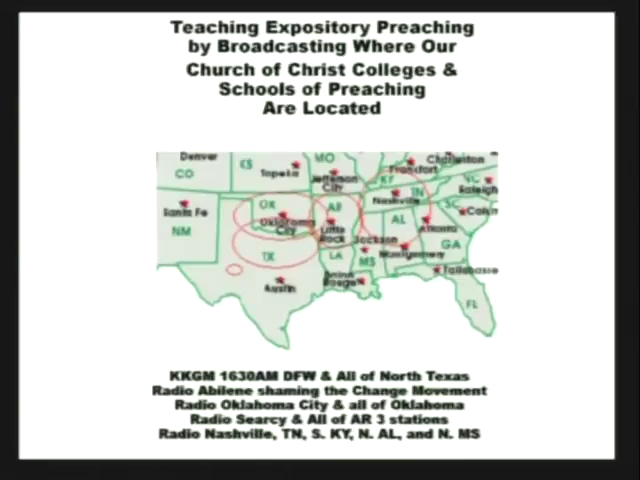 Teaching Expository Preaching
by Broadcasting Where Our
Church of Christ Colleges &
Schools of Preaching
Are Located
Denver
CO
KS
Topeka
MO
Jefferson
City
KY
Frankfort
Charleston
Raleigh
Santa Fe
NM
OK
Oklahoma
City
AR
Little
Rock
Nashville
TN
SC
Atlanta
GA
AL
Jackson
MS
Montgomery
TX
LA
Austin
Baton
Rouge
FL
KKGM 1630AM DFW & All of North Texas
Radio Abilene shaming the Change Movement
Radio Oklahoma City & all of Oklahoma
Radio Searcy & All of AR 3 stations
Radio Nashville, TN, S. KY, N. AL, and N. MS